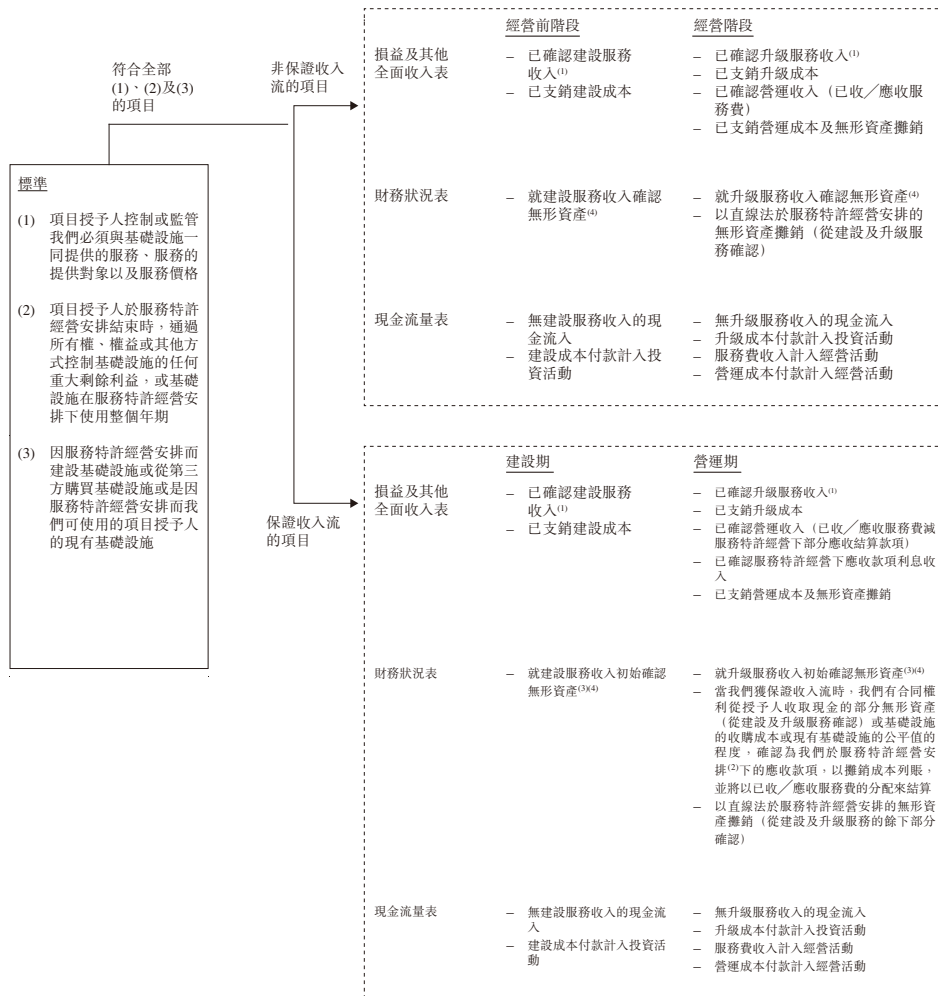 符合全部
(1)、(2)及(3)
的項目
非保證收入
流的項目
標準
(1) 項目授予人控制或監管
我們必須與基礎設施一
同提供的服務、服務的
提供對象以及服務價格
(2) 項目授予人於服務特許
經營安排結束時，通過
所有權、權益或其他方
式控制基礎設施的任何
重大剩餘利益，或基礎
設施在服務特許經營安
排下使用整個年期
(3) 因服務特許經營安排而
建設基礎設施或從第三
方購買基礎設施或是因
服務特許經營安排而我
們可使用的項目授予人
的現有基礎設施
保證收入流
的項目
經營前階段
經營階段
損益及其他
全面收入表
– 已確認建設服務
收入(1)
– 已支銷建設成本
– 已確認升級服務收入(1)
– 已支銷升級成本
– 已確認營運收入（已收／應收服
務費）
– 已支銷營運成本及無形資產攤銷
財務狀況表
– 就建設服務收入確認
無形資產(4)
– 就升級服務收入確認無形資產(4)
– 以直線法於服務特許經營安排的
無形資產攤銷（從建設及升級服
務確認）
現金流量表
– 無建設服務收入的現
金流入
– 建設成本付款計入投
資活動
– 無升級服務收入的現金流入
– 升級成本付款計入投資活動
– 服務費收入計入經營活動
– 營運成本付款計入經營活動
建設期
營運期
損益及其他
全面收入表
– 已確認建設服務
收入(1)
– 已支銷建設成本
– 已確認升級服務收入(1)
– 已支銷升級成本
– 已確認營運收入（已收／應收服務費減
服務特許經營下部分應收結算款項）
– 已確認服務特許經營下應收款項利息收
入
– 已支銷營運成本及無形資產攤銷
財務狀況表
– 就建設服務收入初始確認
無形資產(3)(4)
– 就升級服務收入初始確認無形資產(3)(4)
– 當我們獲保證收入流時，我們有合同權
利從授予人收取現金的部分無形資產
（從建設及升級服務確認）或基礎設施
的收購成本或現有基礎設施的公平值的
程度，確認為我們於服務特許經營安
排(2)下的應收款項，以攤銷成本列賬，
並將以已收／應收服務費的分配來結算
– 以直線法於服務特許經營安排的無形資
產攤銷（從建設及升級服務的餘下部分
確認）
現金流量表
– 無建設服務收入的現金流
入
– 建設成本付款計入投資活
動
– 無升級服務收入的現金流入
– 升級成本付款計入投資活動
– 服務費收入計入經營活動
– 營運成本付款計入經營活動